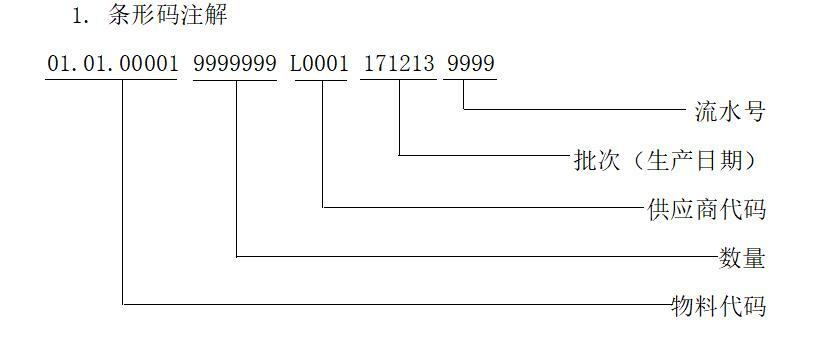 1. 条形码注解
01.01.00001 9999999 L0001 171213 9999
流水号
批次（生产日期）
供应商代码
数量
物料代码